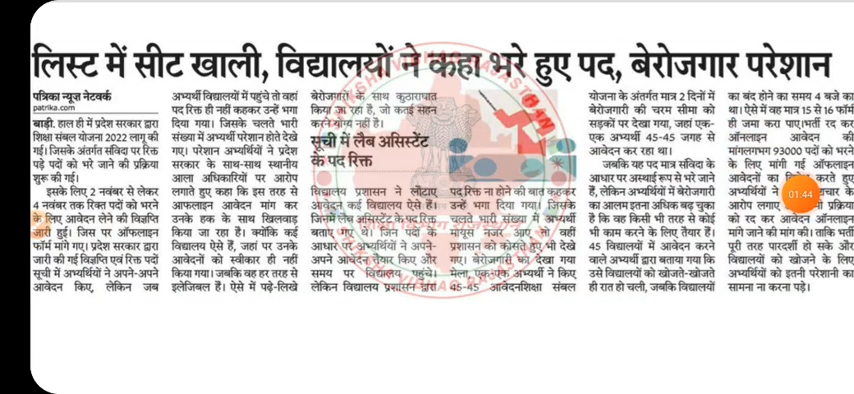 लिस्ट में सीट खाली, विद्यालयों ने कहा भरे हुए पद, बेरोजगार परेशान
पत्रिका न्यूज नेटवर्क
patrika.com
बाड़ी. हाल ही में प्रदेश सरकार द्वारा
शिक्षा संबल योजना 2022 लागू की
गई। जिसके अंतर्गत संविदा पर रिक्त
पड़े पदों को भरे जाने की प्रक्रिया
शुरू की गई।
इसके लिए 2 नवंबर से लेकर
4 नवंबर तक रिक्त पदों को भरने
के लिए आवेदन लेने की विज्ञप्ति
जारी हुई। जिस पर ऑफलाइन
फॉर्म मांगे गए। प्रदेश सरकार द्वारा
जारी की गई विज्ञप्ति एवं रिक्त पदों
सूची में अभ्यर्थियों ने अपने-अपने
आवेदन किए, लेकिन जब
अभ्यर्थी विद्यालयों में पहुंचे तो वहां
पद रिक्त ही नहीं कहकर उन्हें भगा
दिया गया। जिसके चलते भारी
संख्या में अभ्यर्थी परेशान होते देखे
गए। परेशान अभ्यर्थियों ने प्रदेश
सरकार के साथ-साथ स्थानीय
आला अधिकारियों पर आरोप
लगाते हुए कहा कि इस तरह से
आफलाइन आवेदन मांग कर
उनके हक के साथ खिलवाड़
किया जा रहा है। क्योंकि कई
विद्यालय ऐसे हैं, जहां पर उनके
आवेदनों को स्वीकार ही नहीं
किया गया। जबकि वह हर तरह से
इलेजिबल है। ऐसे में पढ़े-लिखे
बेरोजगारों के साथ कुठाराघात
किया जा रहा है, जो कतई सहन
करने योग्य नहीं है।
सूची में लैब असिस्टेंट
के पद रिक्त
विद्यालय प्रशासन ने लौटाए
आवेदन कई विद्यालय ऐसे हैं।
जिनमें लैब असिस्टेंट के पद रिक्त
बताए गए थे। जिन पदों के
आधार पर अभ्यर्थियों ने अपने-
अपने आवेदन तैयार किए और
समय पर विद्यालय पहुंचे।
लेकिन विद्यालय प्रशासन द्वारा
पद रिक्त ना होने की बात कहकर
उन्हें भगा दिया गया। जिसके
चलते भारी संख्या में अभ्यर्थी
मायूस नजर आए वहीं
प्रशासन को कोसते हुए भी देखे
गए। बेरोजगारों का देखा गया
मेला, एक-एक अभ्यर्थी ने किए
45-45 आवेदनशिक्षा संबल
योजना के अंतर्गत मात्र 2 दिनों में
बेरोजगारी की चरम सीमा को
सड़कों पर देखा गया, जहां एक-
एक अभ्यर्थी 45-45 जगह से
आवेदन कर रहा था।
जबकि यह पद मात्र संविदा के
आधार पर अस्थाई रूप से भरे जाने
हैं, लेकिन अभ्यर्थियों में बेरोजगारी
का आलम इतना अधिक बढ़ चुका
है कि वह किसी भी तरह से कोई
भी काम करने के लिए तैयार हैं।
45 विद्यालयों में आवेदन करने
वाले अभ्यर्थी द्वारा बताया गया कि
उसे विद्यालयों को खोजते-खोजते
ही रात हो चली, जबकि विद्यालयों
का बंद होने का समय 4 बजे का
था। ऐसे में वह मात्र 15 से 16 फॉर्म
ही जमा करा पाए।भर्ती रद कर
ऑनलाइन आवेदन की
मांगलगभग 93000 पदों को भरने
के लिए मांगी गई ऑफलाइन
आवेदनों का करते हुए
अभ्यर्थियों ने चार के
आरोप लगाए प्रक्रिया
को रद कर आवेदन ऑनलाइन
मांगे जाने की मांग की। ताकि भर्ती
पूरी तरह पारदर्शी हो सके और
विद्यालयों को खोजने के लिए
अभ्यर्थियों को इतनी परेशानी का
सामना ना करना पड़े।
01:44